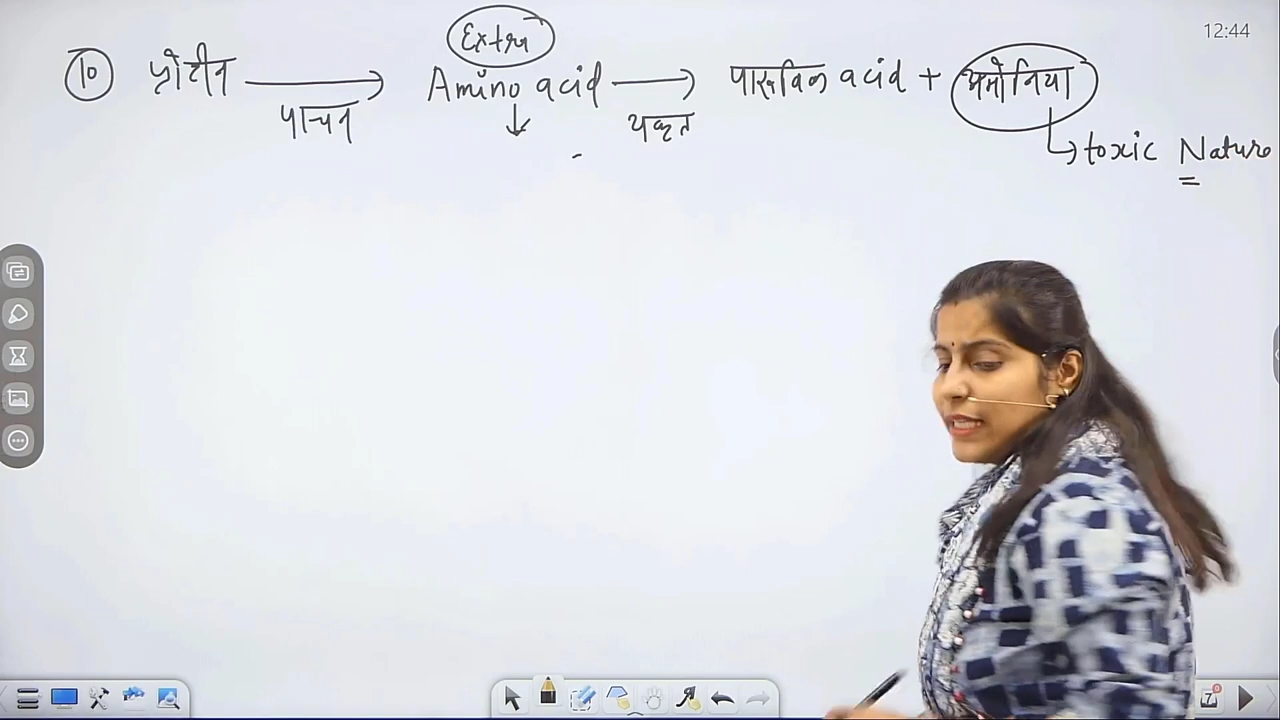 12:44
Extra
10 प्रोटीन → Amino acid → पारूविक acid + अमोनिया
पाचन ↓ यकृत
↳ toxic Nature